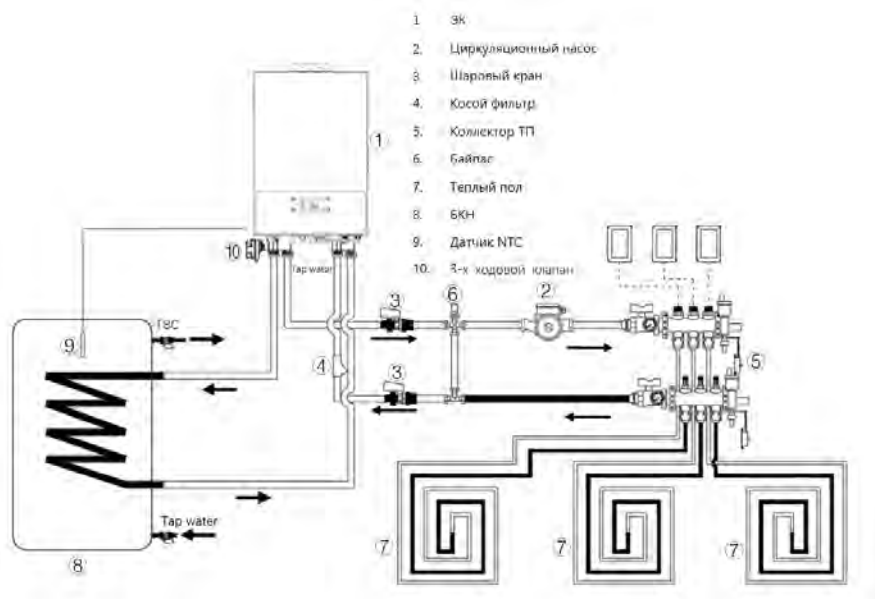 1 ЭК
2. Циркуляционный насос
3. Шаровый кран
4. Косой фильтр
5. Коллектор ТП
6. Байпас
7. Теплый пол
8. БКН
9. Датчик NTC
10. 3-х ходовой клапан
①
10
Tap water
③
⑥
②
ГВС
⑨
④
③
⑤
Tap water
⑦
⑦
⑦
⑧